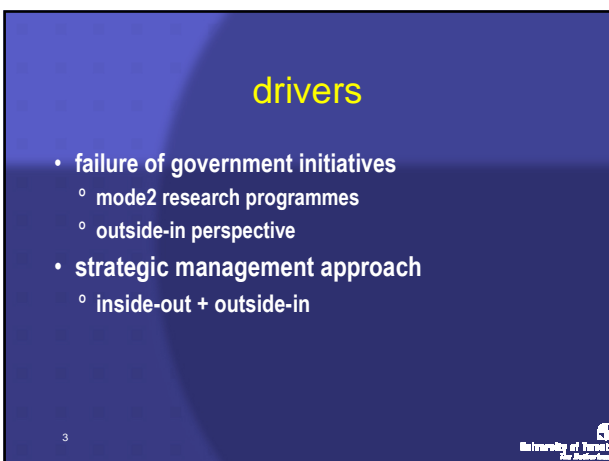 drivers
• failure of government initiatives
° mode2 research programmes
° outside-in perspective
• strategic management approach
° inside-out + outside-in
3
University of
The